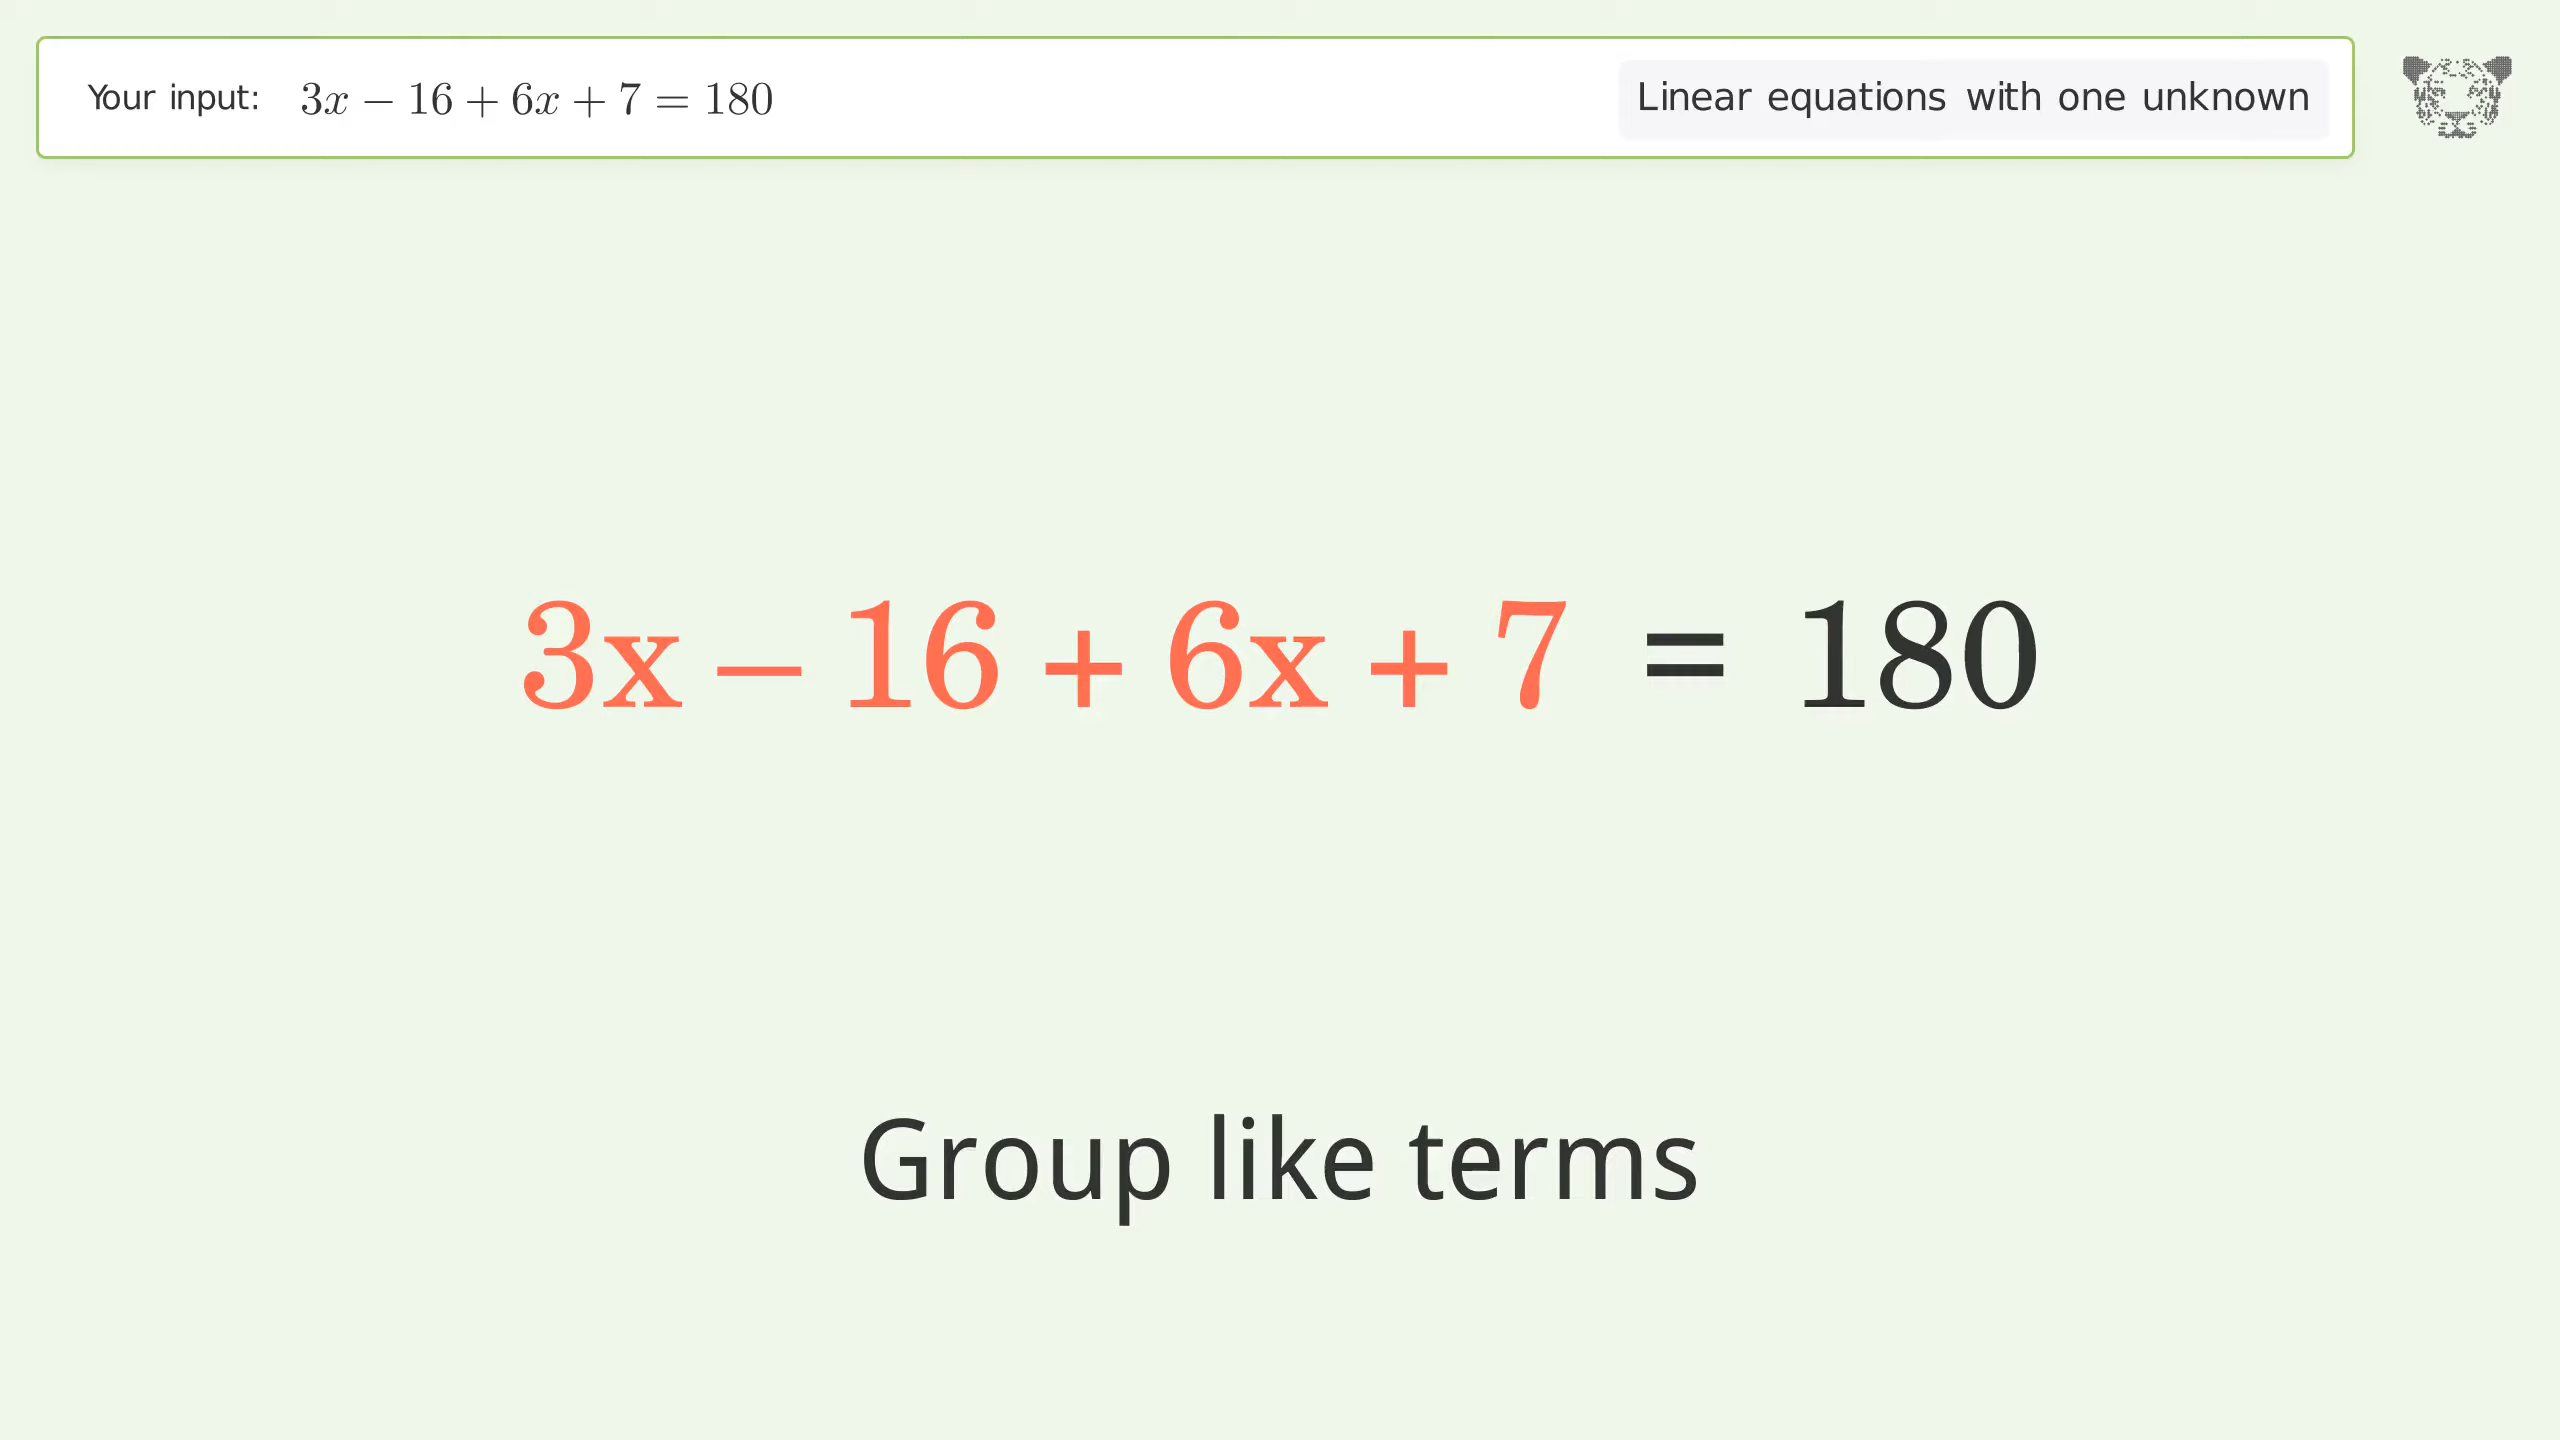 Your input: 3x − 16 + 6x + 7 = 180
Linear equations with one unknown
3x – 16 + 6x + 7 = 180
Group like terms